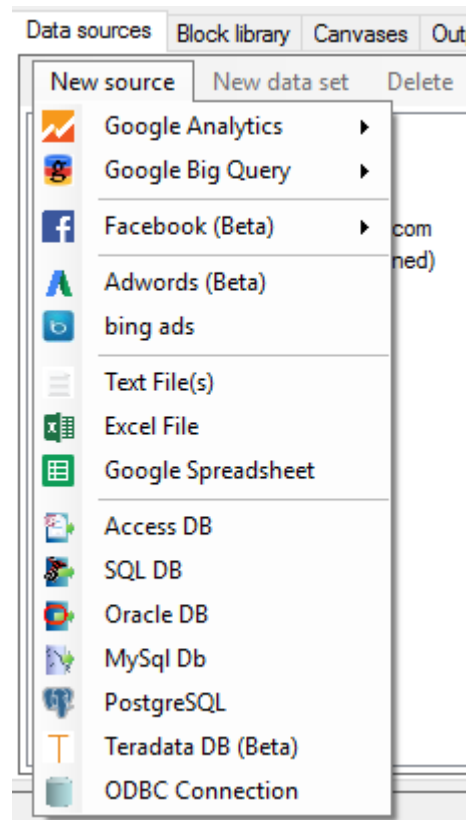 Data sources Block library Canvases Out
New source New data set Delete
Google Analytics
Google Big Query
Facebook (Beta) com
Adwords (Beta) ned)
bing ads
Text File(s)
Excel File
Google Spreadsheet
Access DB
SQL DB
Oracle DB
MySql Db
PostgreSQL
Teradata DB (Beta)
ODBC Connection